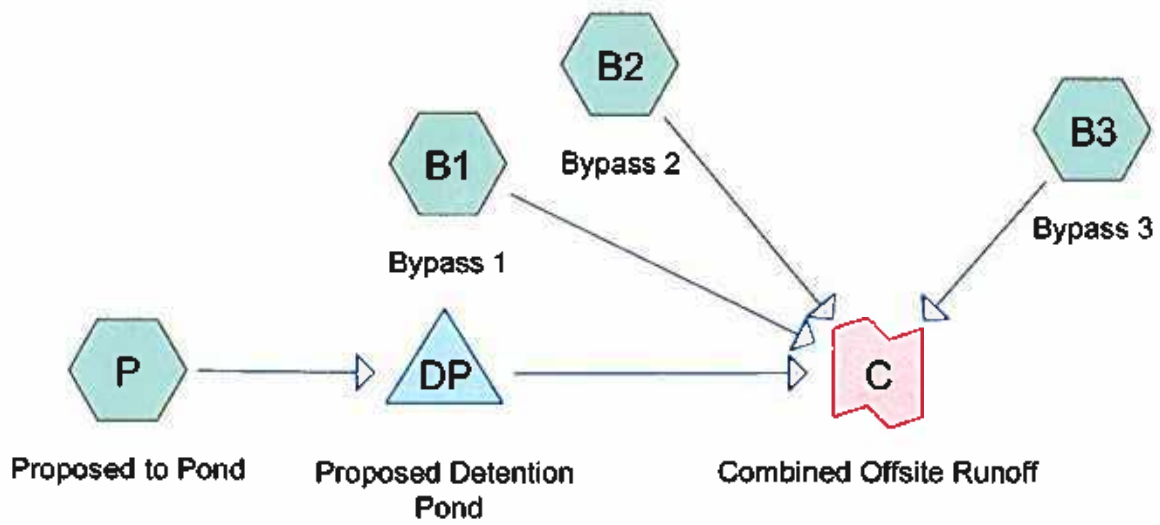 B2
B3
B1
Bypass 2
Bypass 3
Bypass 1
P
DP
C
Proposed to Pond
Proposed Detention
Pond
Combined Offsite Runoff